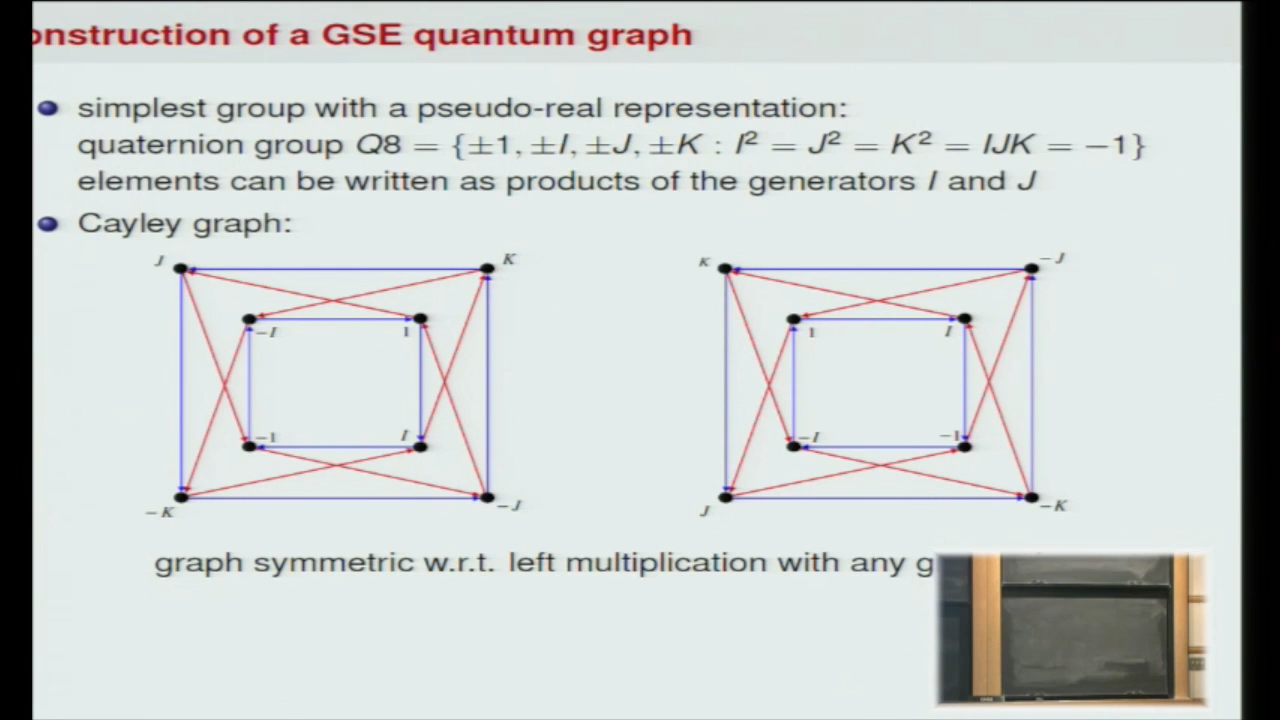 onstruction of a GSE quantum graph
simplest group with a pseudo-real representation:
quaternion group Q8 = {±1, ±I, ±J, ±K : I² = J² = K² = IJK = −1}
elements can be written as products of the generators I and J
Cayley graph:
J K K −J
−I 1 1 I
−1 I −I −1
−K −J J −K
graph symmetric w.r.t. left multiplication with any g